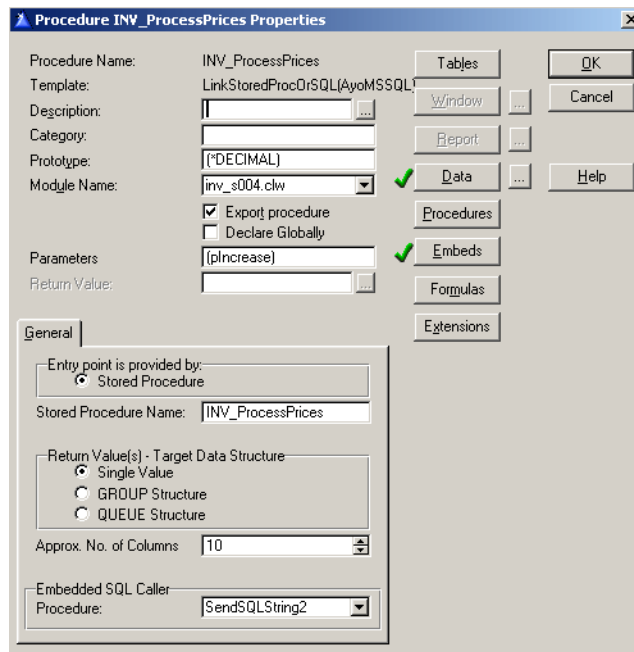 Procedure INV_ProcessPrices Properties
Procedure Name: INV_ProcessPrices
Template: LinkStoredProcOrSQL(AyoMSSQL)
Description: ...
Category:
Prototype: (*DECIMAL)
Module Name: inv_s004.clw
Export procedure
Declare Globally
Parameters (pIncrease)
Return Value: ...
Tables
Window ...
Report ...
Data ...
Procedures
Embeds
Formulas
Extensions
OK
Cancel
Help
General
Entry point is provided by:
Stored Procedure
Stored Procedure Name: INV_ProcessPrices
Return Value(s) - Target Data Structure
Single Value
GROUP Structure
QUEUE Structure
Approx. No. of Columns 10
Embedded SQL Caller
Procedure: SendSQLString2